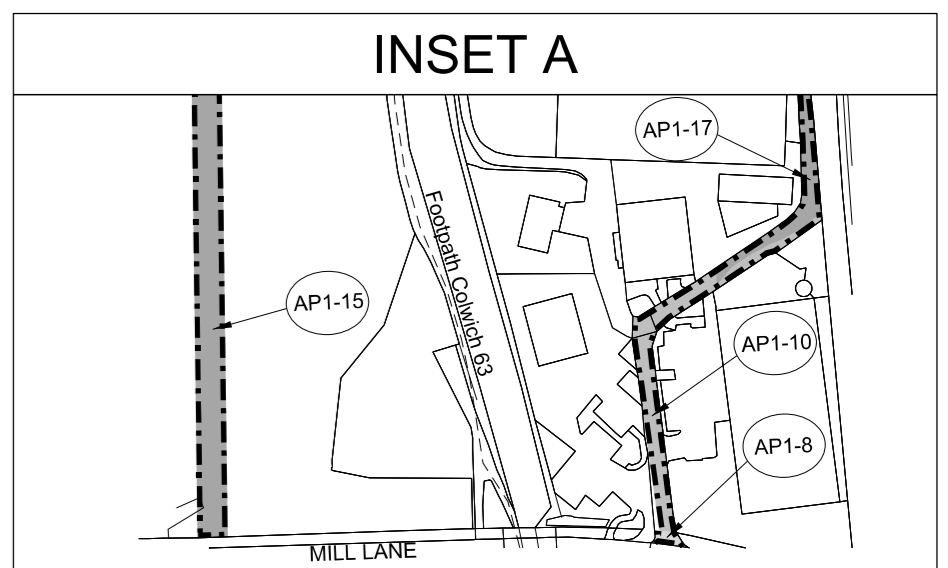 INSET A
AP1-17
Footpath Colwich 63
AP1-15
AP1-10
AP1-8
MILL LANE